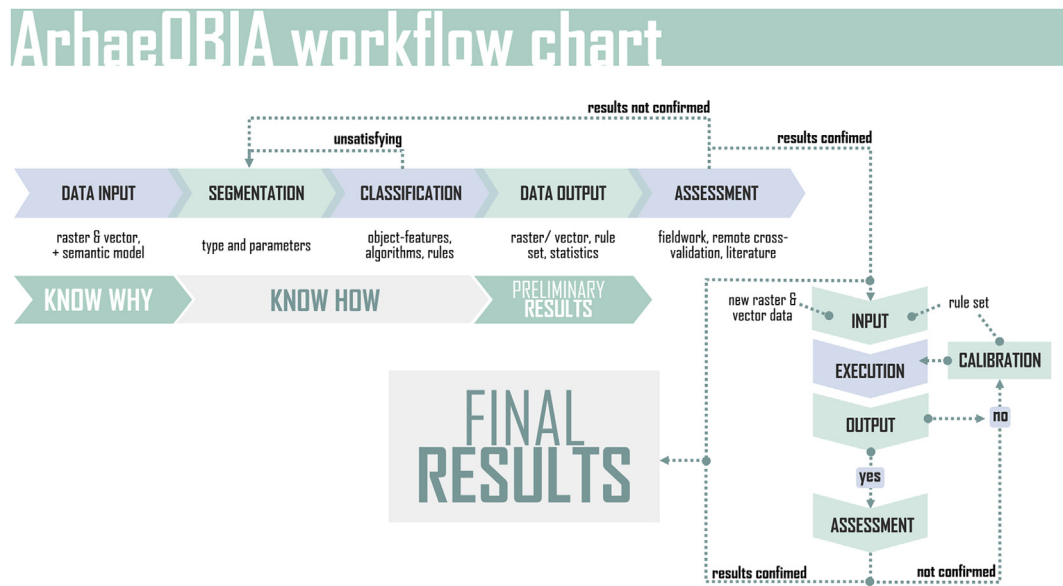 ArhaeOBIA workflow chart
results not confirmed
unsatisfying
results confimed
DATA INPUT
SEGMENTATION
CLASSIFICATION
DATA OUTPUT
ASSESSMENT
raster & vector,
+ semantic model
type and parameters
object-features,
algorithms, rules
raster/ vector, rule
set, statistics
fieldwork, remote cross-
validation, literature
KNOW WHY
KNOW HOW
PRELIMINARY
RESULTS
new raster &
vector data
INPUT
rule set
EXECUTION
CALIBRATION
OUTPUT
no
yes
ASSESSMENT
FINAL
RESULTS
results confimed
not confirmed